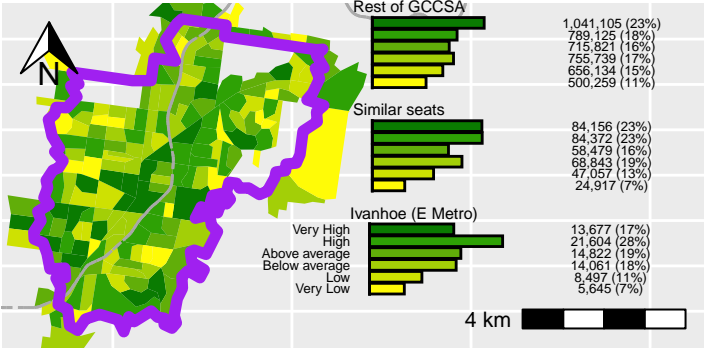 Rest of GCCSA
1,041,105 (23%)
789,125 (18%)
715,821 (16%)
755,739 (17%)
656,134 (15%)
500,259 (11%)
N
Similar seats
84,156 (23%)
84,372 (23%)
58,479 (16%)
68,843 (19%)
47,057 (13%)
24,917 (7%)
Ivanhoe (E Metro)
Very High 13,677 (17%)
High 21,604 (28%)
Above average 14,822 (19%)
Below average 14,061 (18%)
Low 8,497 (11%)
Very Low 5,645 (7%)
4 km